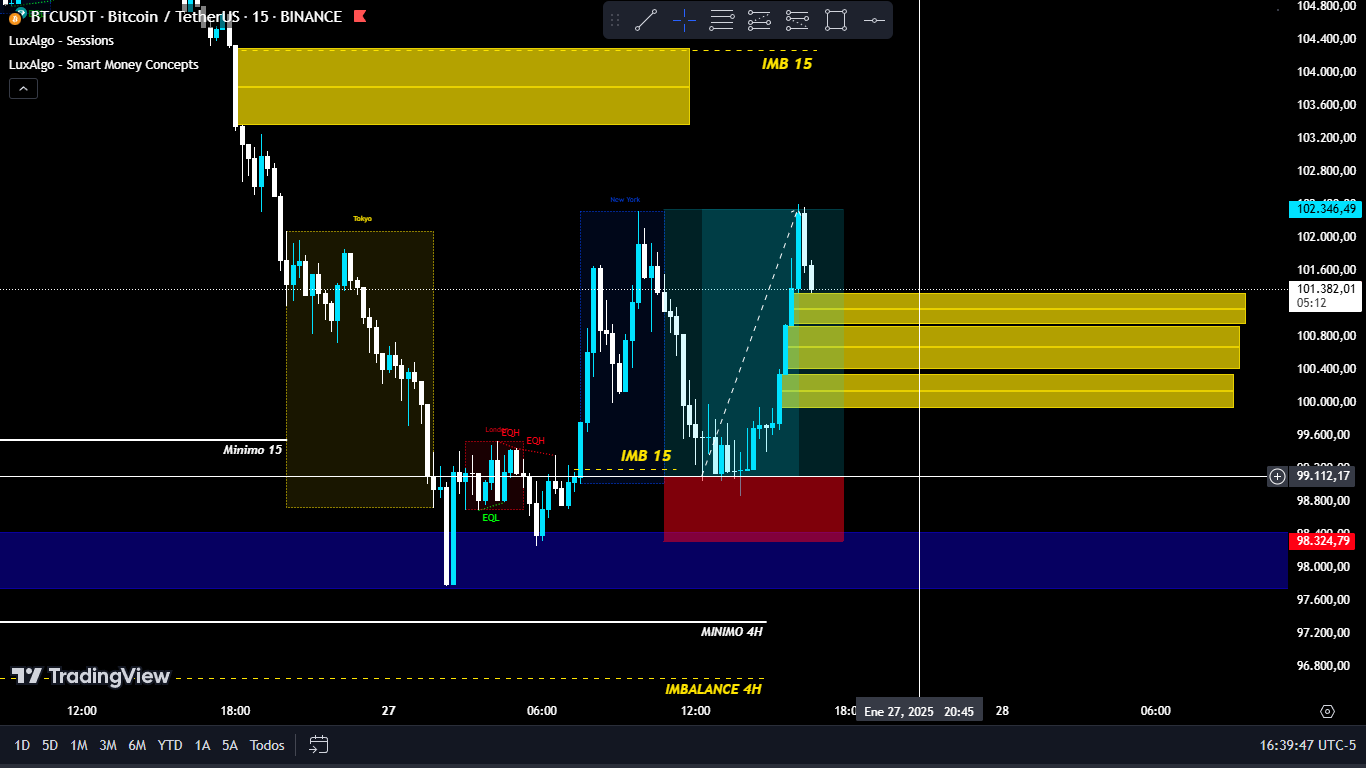 BTCUSDT · Bitcoin / TetherUS · 15 · BINANCE
LuxAlgo - Sessions
LuxAlgo - Smart Money Concepts
IMB 15
Tokyo
New York
Minimo 15
EQH
EQH
EQL
IMB 15
MINIMO 4H
IMBALANCE 4H
TradingView
104.800,00
104.400,00
104.000,00
103.600,00
103.200,00
102.800,00
102.346,49
102.000,00
101.600,00
101.382,01
05:12
100.800,00
100.400,00
100.000,00
99.600,00
99.112,17
98.800,00
98.324,79
98.000,00
97.600,00
97.200,00
96.800,00
12:00 18:00 27 06:00 12:00 Ene 27, 2025 20:45 28 06:00
1D 5D 1M 3M 6M YTD 1A 5A Todos 16:39:47 UTC-5